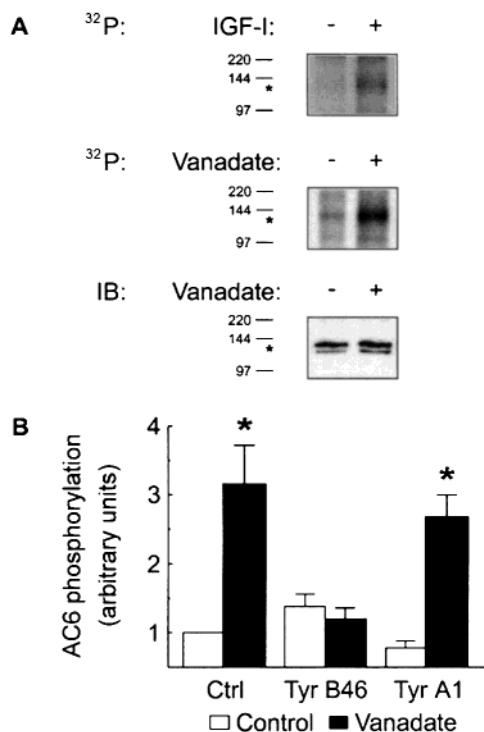 A
32P: IGF-I: - +
220
144
*
97
32P: Vanadate: - +
220
144
*
97
IB: Vanadate: - +
220
144
*
97
B
AC6 phosphorylation
(arbitrary units)
4
3
2
1
* *
Ctrl Tyr B46 Tyr A1
Control Vanadate